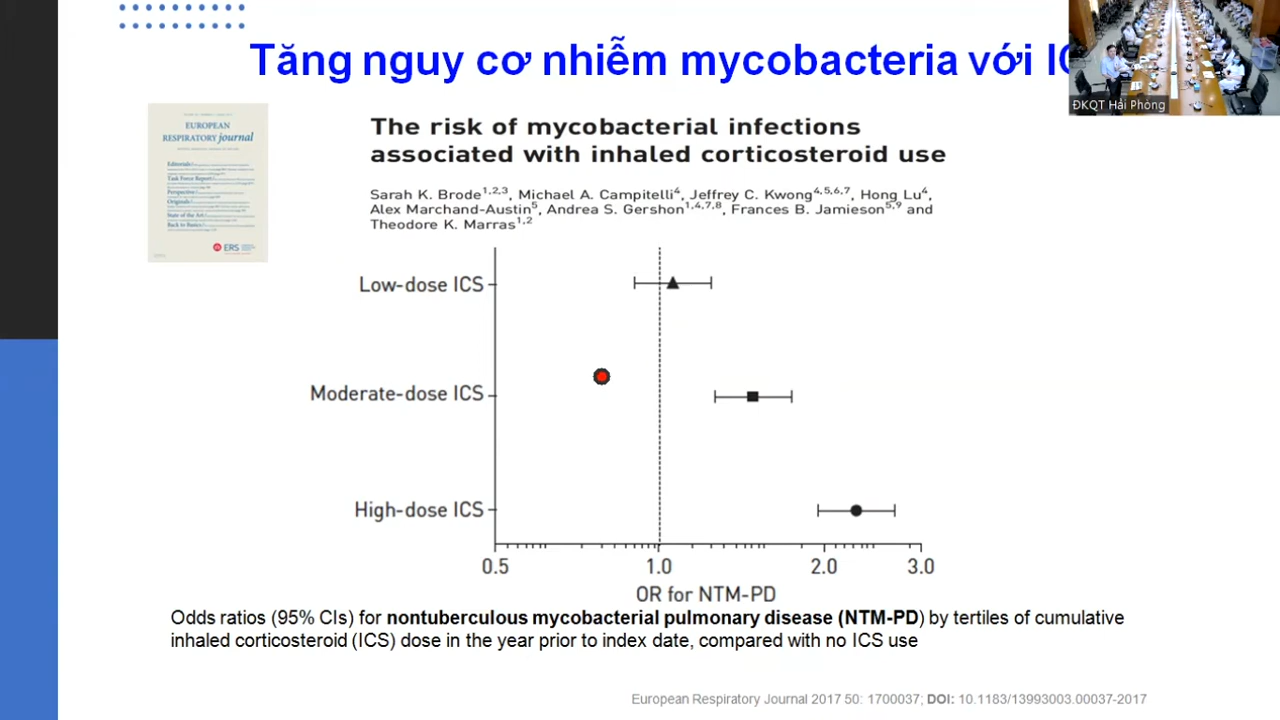 Tăng nguy cơ nhiễm mycobacteria với
ĐKQT Hải Phòng
EUROPEAN
RESPIRATORY journal
ERS
The risk of mycobacterial infections
associated with inhaled corticosteroid use
Sarah K. Brode1,2,3, Michael A. Campitelli4, Jeffrey C. Kwong4,5,6,7, Hong Lu4,
Alex Marchand-Austin5, Andrea S. Gershon1,4,7,8, Frances B. Jamieson5,9 and
Theodore K. Marras1,2
Low-dose ICS
Moderate-dose ICS
High-dose ICS
0.5 1.0 2.0 3.0
OR for NTM-PD
Odds ratios (95% CIs) for nontuberculous mycobacterial pulmonary disease (NTM-PD) by tertiles of cumulative
inhaled corticosteroid (ICS) dose in the year prior to index date, compared with no ICS use
European Respiratory Journal 2017 50: 1700037; DOI: 10.1183/13993003.00037-2017